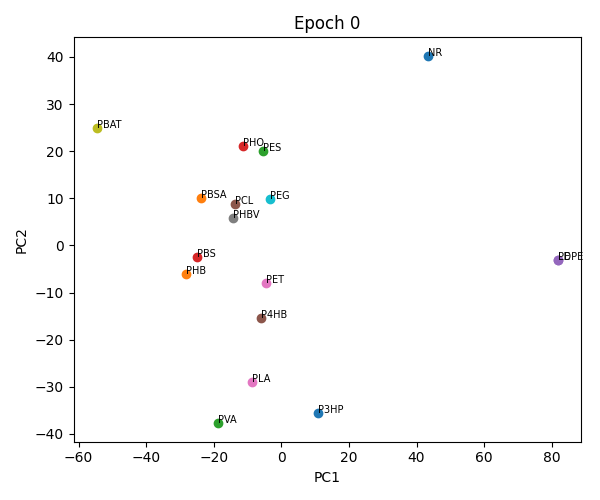 Epoch 0
40
30
20
10
0
−10
−20
−30
−40
PC2
NR
PBAT
PHO
PES
PBSA
PCL
PEG
PHBV
PBS
PHB
PET
P4HB
PLA
P3HP
PVA
−60
−40
−20
0
20
40
60
80
PC1